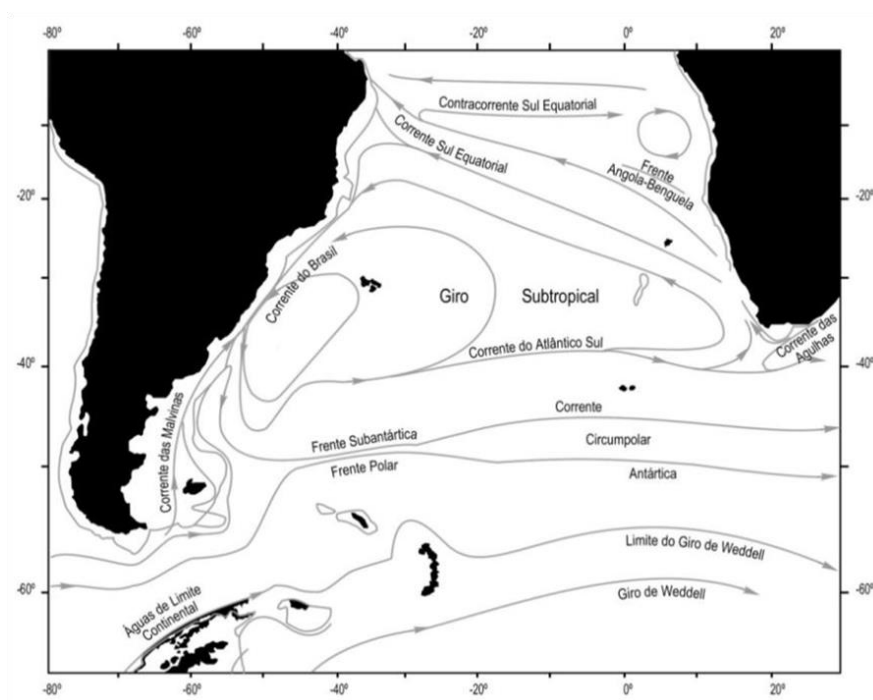 -80º -60º -40º -20º 0º 20º
Contracorrente Sul Equatorial
Corrente Sul Equatorial
Frente
Angola-Benguela
-20º
-20º
Corrente do Brasil
Giro Subtropical
Corrente do Atlântico Sul
Corrente das
Agulhas
-40º
-40º
Corrente das Malvinas
Corrente
Frente Subantártica
Circumpolar
Frente Polar
Antártica
Limite do Giro de Weddell
-60º
-60º
Águas de Limite
Continental
Giro de Weddell
-80º -60º -40º -20º 0º 20º